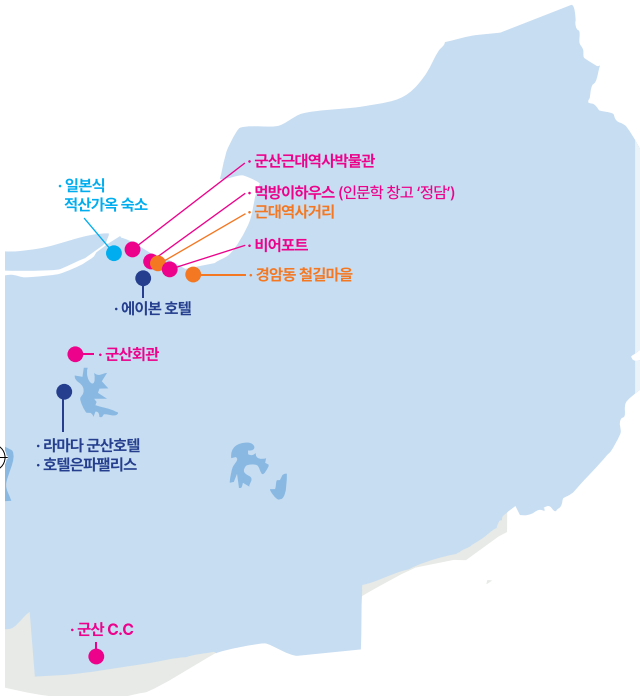 · 군산근대역사박물관
· 일본식
적산가옥 숙소
· 먹방이하우스 (인문학 창고 ‘정담’)
· 근대역사거리
· 비어포트
· 경암동 철길마을
· 에이본 호텔
· 군산회관
· 라마다 군산호텔
· 호텔은파팰리스
· 군산 C.C